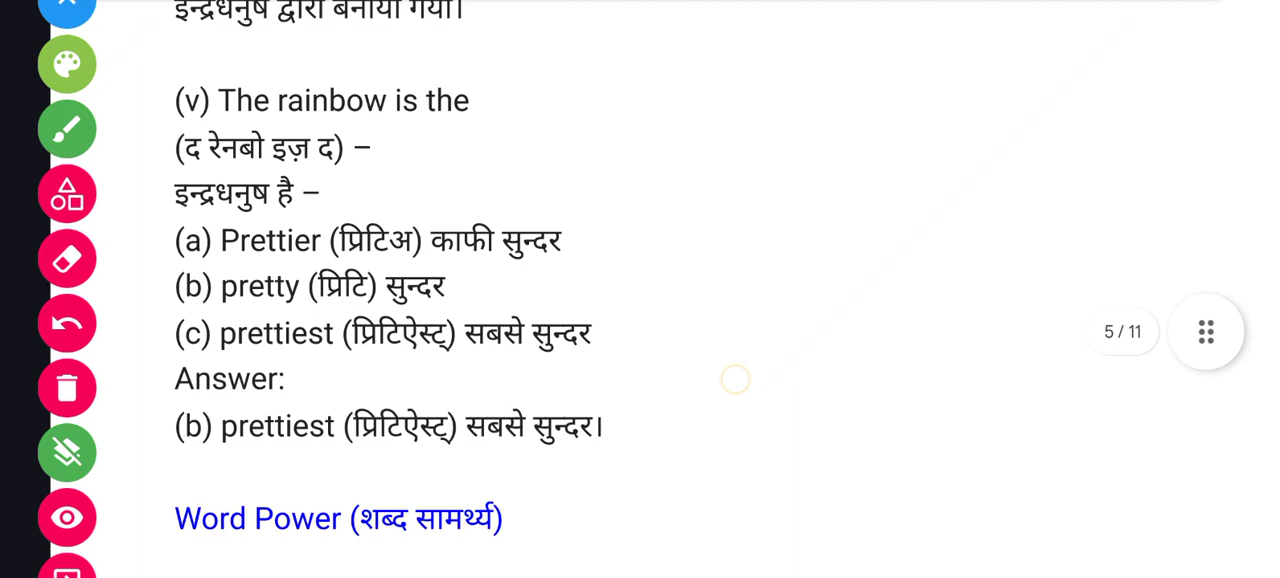 इन्द्रधनुष द्वारा बनाया गया।
(v) The rainbow is the
(द रेनबो इज़ द) –
इन्द्रधनुष है –
(a) Prettier (प्रिटिअ) काफी सुन्दर
(b) pretty (प्रिटि) सुन्दर
(c) prettiest (प्रिटिऐस्ट्) सबसे सुन्दर
5 / 11
Answer:
(b) prettiest (प्रिटिऐस्ट्) सबसे सुन्दर।
Word Power (शब्द सामर्थ्य)